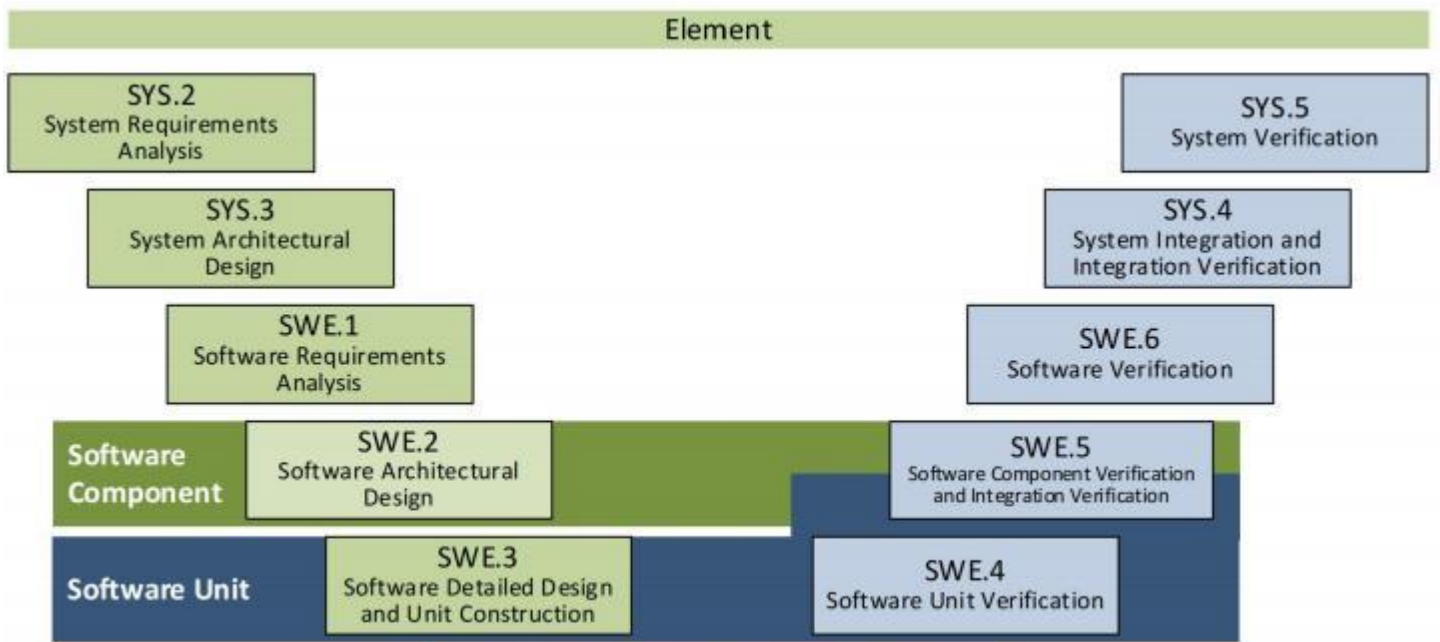 Element
SYS.2
System Requirements
Analysis
SYS.5
System Verification
SYS.3
System Architectural
Design
SYS.4
System Integration and
Integration Verification
SWE.1
Software Requirements
Analysis
SWE.6
Software Verification
Software
Component
SWE.2
Software Architectural
Design
SWE.5
Software Component Verification
and Integration Verification
Software Unit
SWE.3
Software Detailed Design
and Unit Construction
SWE.4
Software Unit Verification